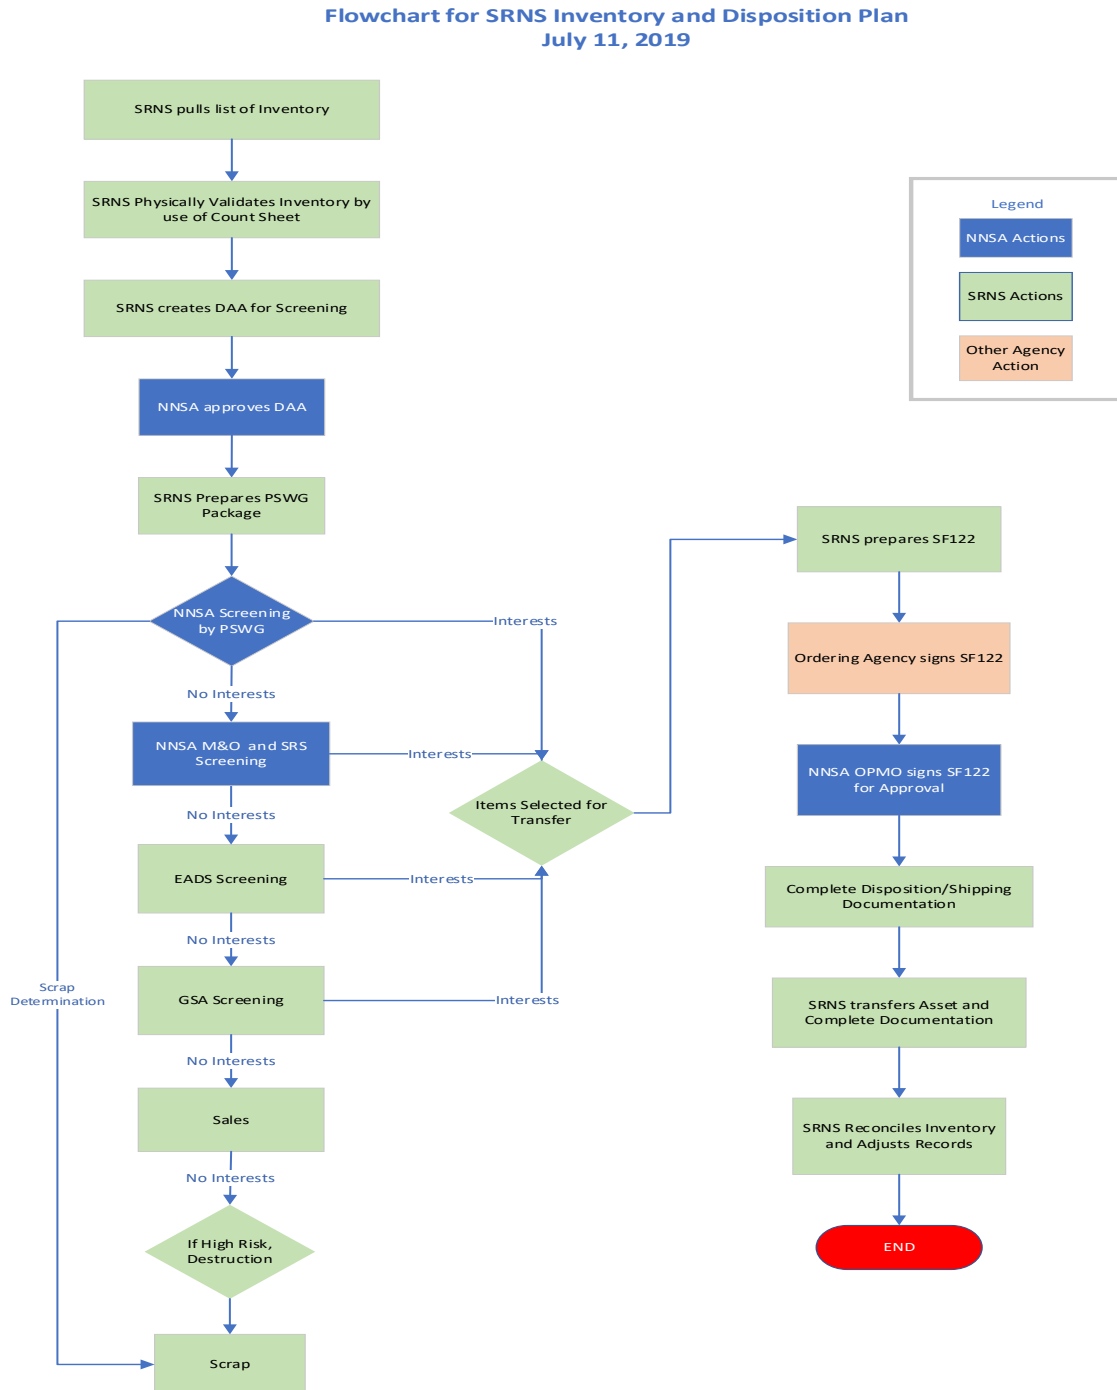 Flowchart for SRNS Inventory and Disposition Plan
July 11, 2019
SRNS pulls list of Inventory
SRNS Physically Validates Inventory by
use of Count Sheet
SRNS creates DAA for Screening
NNSA approves DAA
SRNS Prepares PSWG
Package
NNSA Screening
by PSWG
Interests
No Interests
NNSA M&O and SRS
Screening
Interests
No Interests
EADS Screening
Interests
No Interests
GSA Screening
Interests
Scrap
Determination
No Interests
Sales
No Interests
If High Risk,
Destruction
Scrap
Items Selected for
Transfer
Legend
NNSA Actions
SRNS Actions
Other Agency
Action
SRNS prepares SF122
Ordering Agency signs SF122
NNSA OPMO signs SF122
for Approval
Complete Disposition/Shipping
Documentation
SRNS transfers Asset and
Complete Documentation
SRNS Reconciles Inventory
and Adjusts Records
END